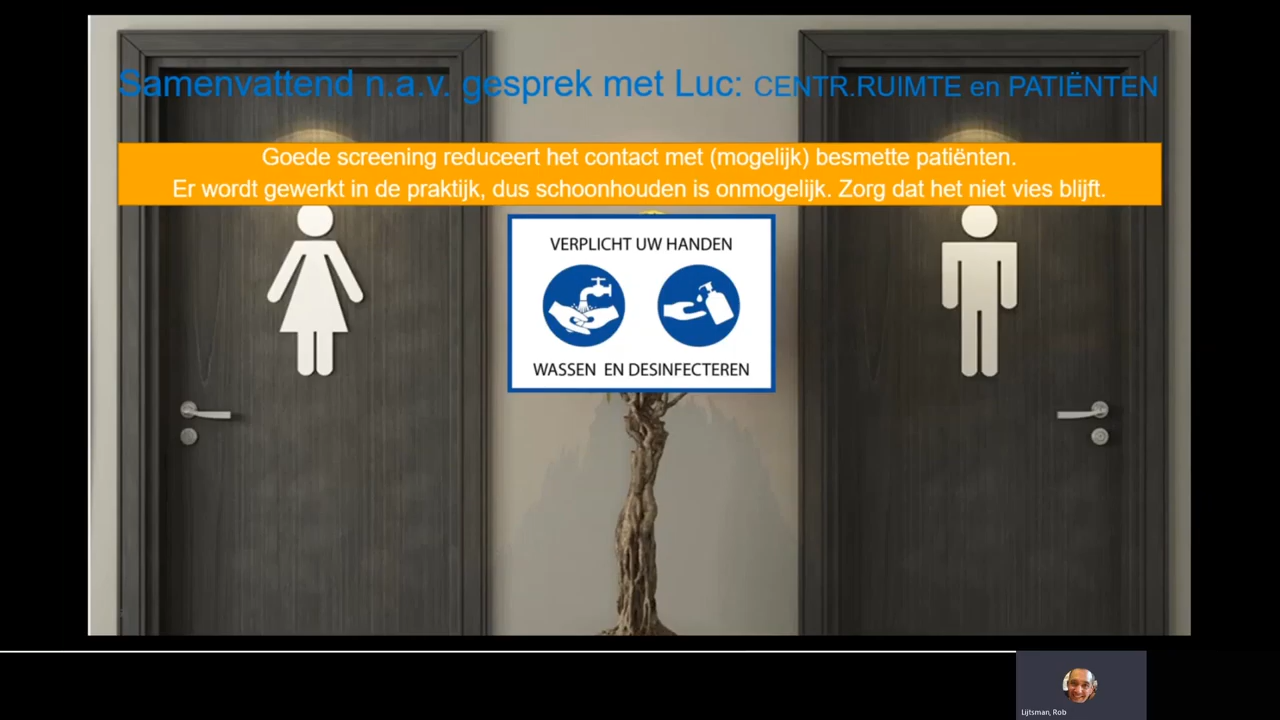 Samenvattend n.a.v. gesprek met Luc: CENTR.RUIMTE en PATIËNTEN
Goede screening reduceert het contact met (mogelijk) besmette patiënten.
Er wordt gewerkt in de praktijk, dus schoonhouden is onmogelijk. Zorg dat het niet vies blijft.
VERPLICHT UW HANDEN
WASSEN EN DESINFECTEREN
Lijtsman, Rob